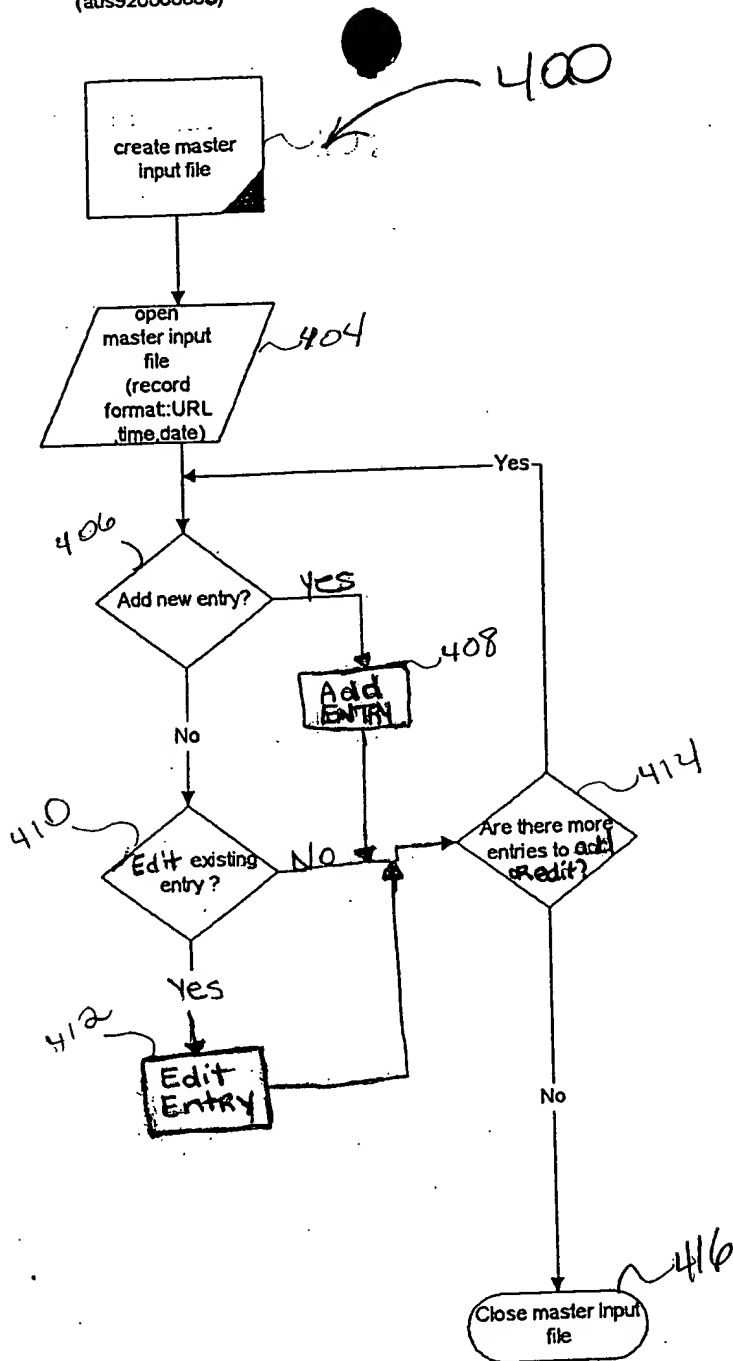 400
create master
input file
open
master input
file
(record
format::URL
,time,date)
404
Yes
406
Add new entry?
yes
408
Add
ENTRY
No
410
Edit existing
entry ?
No
414
Are there more
entries to add
OR edit?
Yes
412
Edit
Entry
No
416
Close master input
file